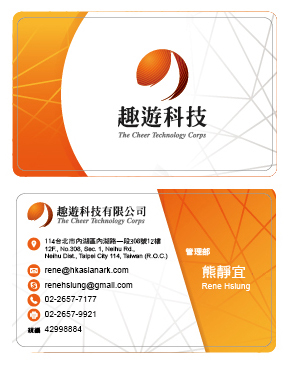 趣遊科技
The Cheer Technology Corps
趣遊科技有限公司
The Cheer Technology Corps
114台北市內湖區內湖路一段308號12樓
12F., No.308, Sec. 1, Neihu Rd.,
Neihu Dist., Taipei City 114, Taiwan (R.O.C.)
rene@hkasianark.com
renehsiung@gmail.com
02-2657-7177
02-2657-9921
統編 42998884
管理部
熊靜宜
Rene Hsiung